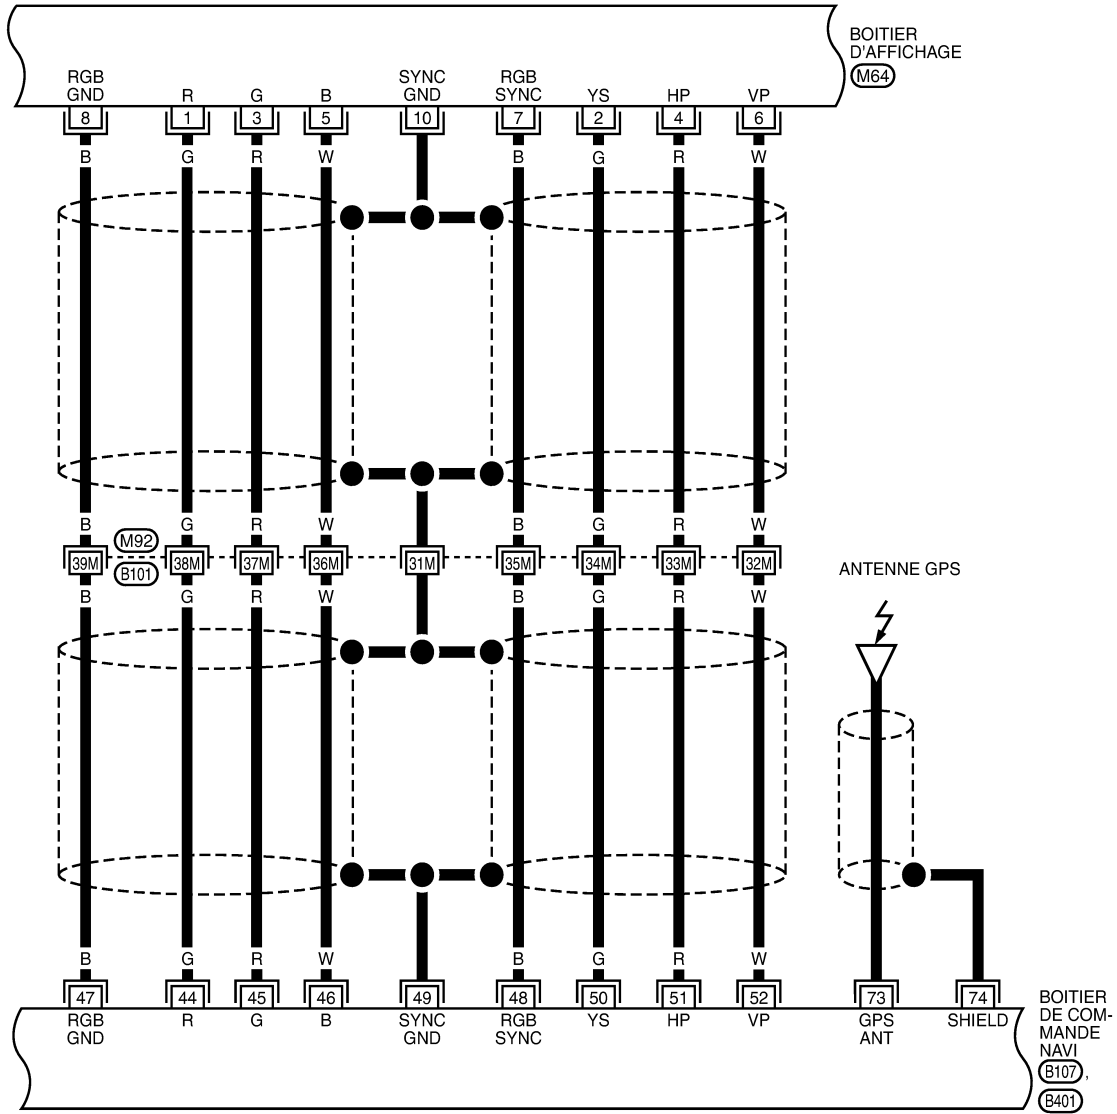 BOITIER
D'AFFICHAGE
M64
RGB GND R G B SYNC GND RGB SYNC YS HP VP
8 1 3 5 10 7 2 4 6
B G R W B G R W
B G R W B G R W
M92
39M 38M 37M 36M 31M 35M 34M 33M 32M
B101
B G R W B G R W
ANTENNE GPS
B G R W B G R W
47 44 45 46 49 48 50 51 52 73 74
RGB GND R G B SYNC GND RGB SYNC YS HP VP GPS ANT SHIELD
BOITIER
DE COM-
MANDE
NAVI
B107,
B401